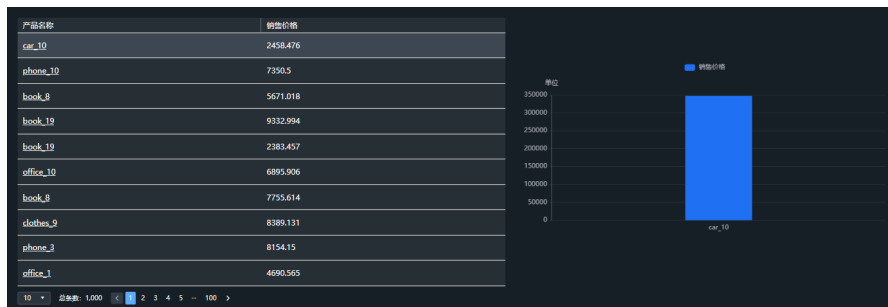 产品名称 销售价格
car_10 2458.476
phone_10 7350.5
book_8 5671.018
book_19 9332.994
book_19 2383.457
office_10 6895.906
book_8 7755.614
clothes_9 8389.131
phone_3 8154.15
office_1 4690.565
10 总条数: 1,000 < 1 2 3 4 5 ··· 100 >
销售价格
单位
350000
300000
250000
200000
150000
100000
50000
0
car_10